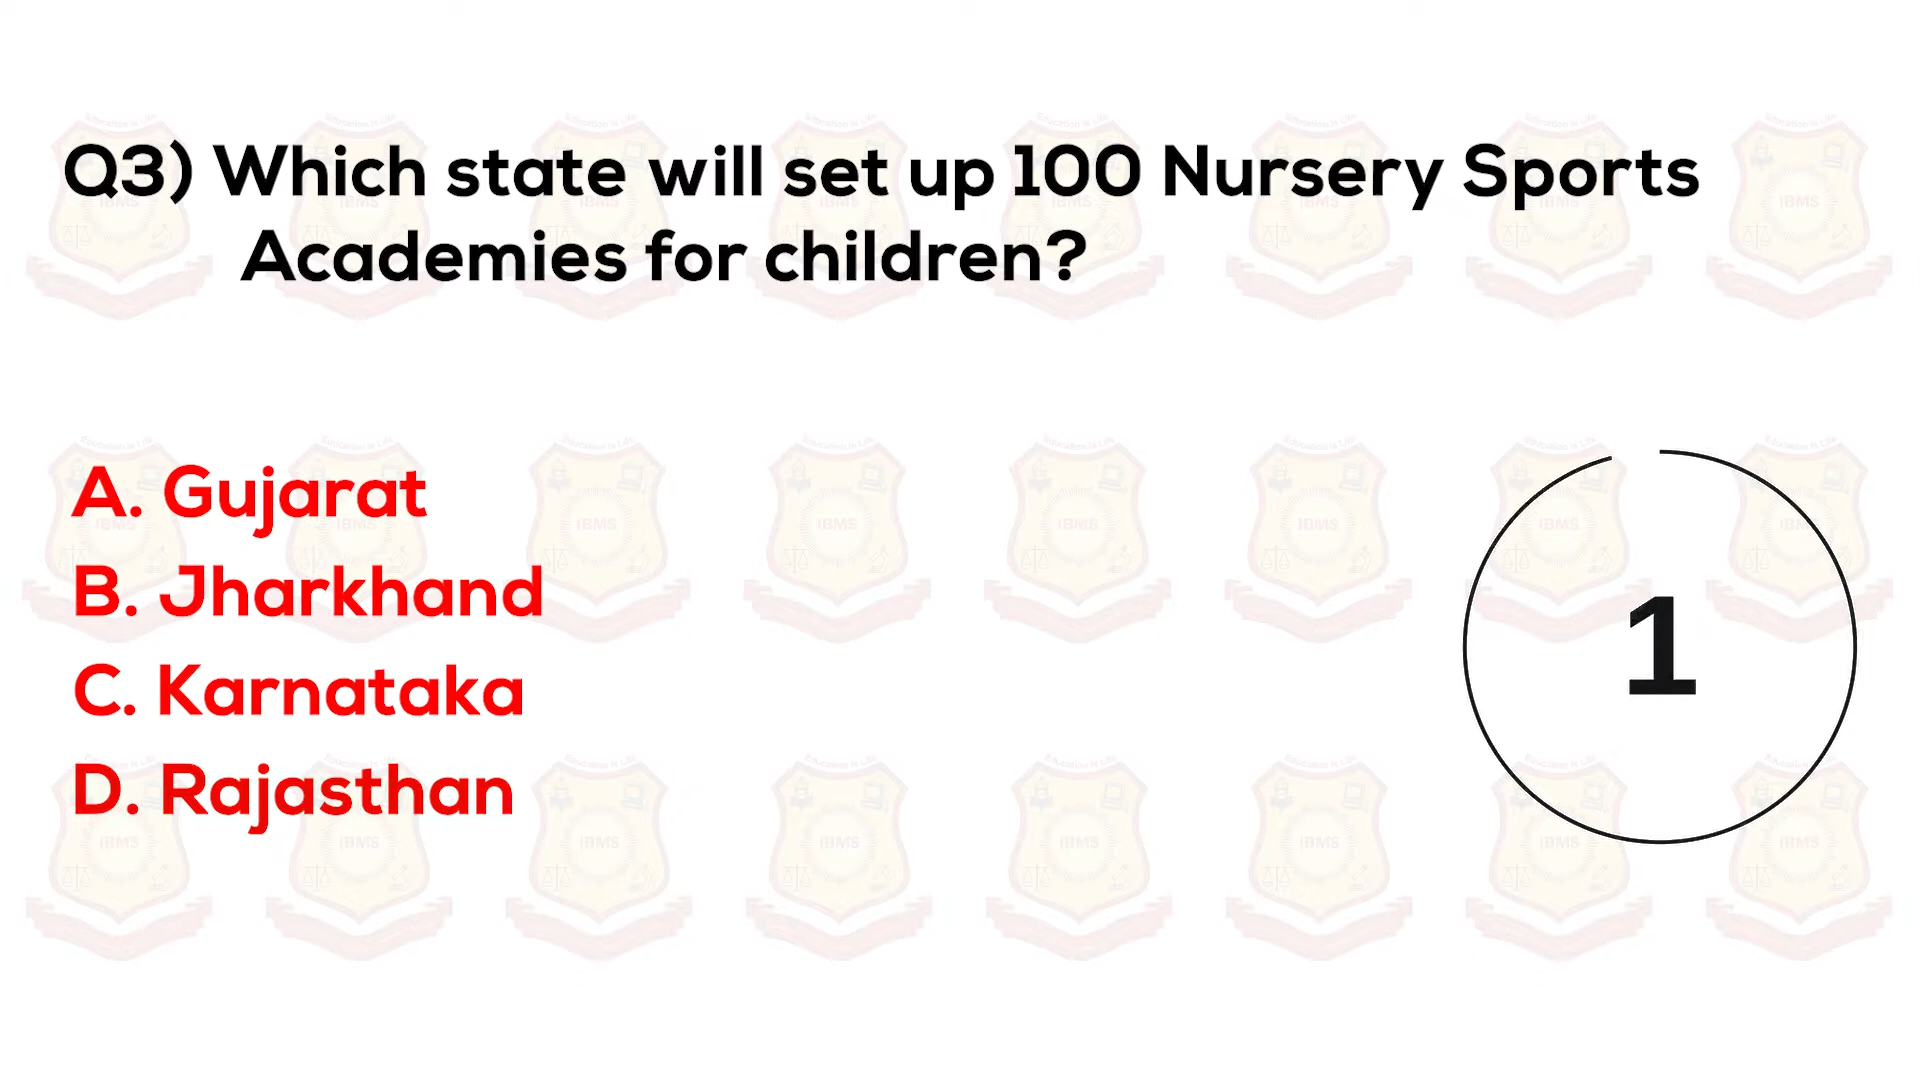 Q3) Which state will set up 100 Nursery Sports
Academies for children?
A. Gujarat
B. Jharkhand
C. Karnataka
D. Rajasthan
1